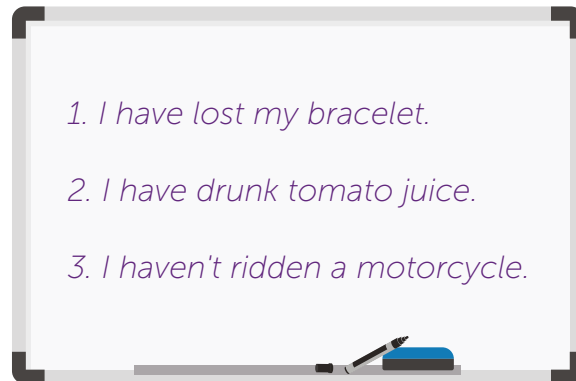 1. I have lost my bracelet.
2. I have drunk tomato juice.
3. I haven't ridden a motorcycle.